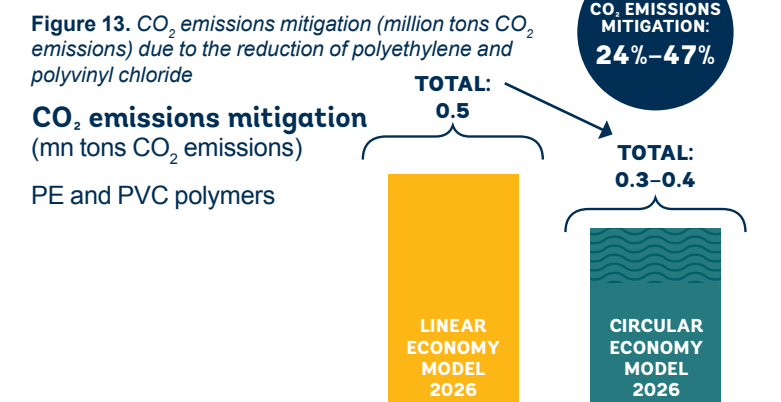 Figure 13. CO₂ emissions mitigation (million tons CO₂
emissions) due to the reduction of polyethylene and
polyvinyl chloride
CO₂ emissions mitigation
(mn tons CO₂ emissions)
PE and PVC polymers
CO₂ EMISSIONS
MITIGATION:
24%–47%
TOTAL:
0.5
TOTAL:
0.3–0.4
LINEAR
ECONOMY
MODEL
2026
CIRCULAR
ECONOMY
MODEL
2026